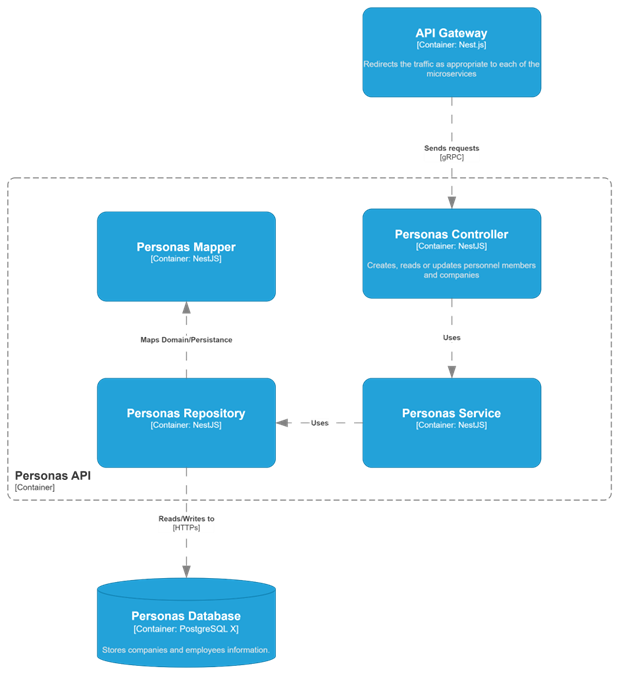 API Gateway
[Container: Nest.js]
Redirects the traffic as appropriate to each of the
microservices
Sends requests
[gRPC]
Personas Mapper
[Container: NestJS]
Personas Controller
[Container: NestJS]
Creates, reads or updates personnel members
and companies
Maps Domain/Persistance
Uses
Personas Repository
[Container: NestJS]
Uses
Personas Service
[Container: NestJS]
Personas API
[Container]
Reads/Writes to
[HTTPs]
Personas Database
[Container: PostgreSQL X]
Stores companies and employees information.